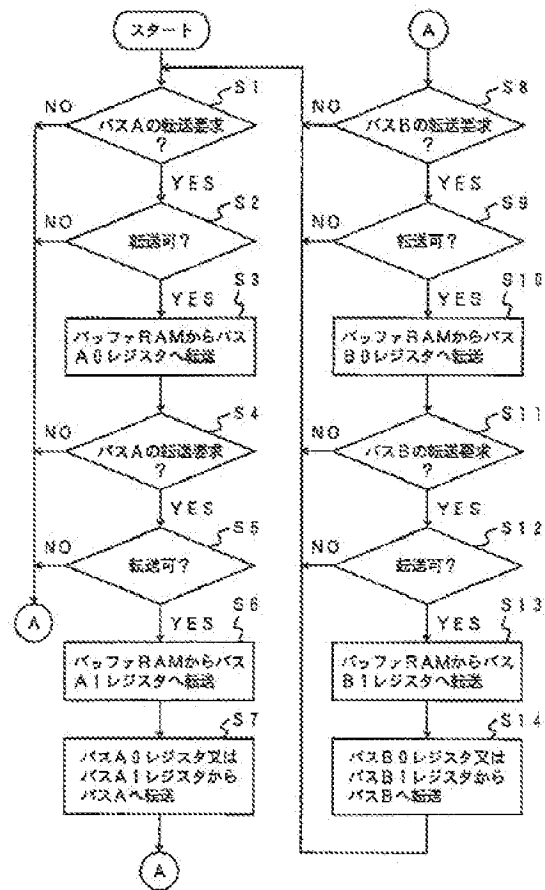 スタート
S1
NO
バスAの転送要求
?
YES
S2
NO
転送可?
YES
S3
バッファRAMからバス
A0レジスタへ転送
S4
NO
バスAの転送要求
?
YES
S5
NO
転送可?
A
YES
S6
バッファRAMからバス
A1レジスタへ転送
S7
バスA0レジスタ又は
バスA1レジスタから
バスAへ転送
A
A
S8
NO
バスBの転送要求
?
YES
S9
NO
転送可?
YES
S10
バッファRAMからバス
B0レジスタへ転送
S11
NO
バスBの転送要求
?
YES
S12
NO
転送可?
YES
S13
バッファRAMからバス
B1レジスタへ転送
S14
バスB0レジスタ又は
バスB1レジスタから
バスBへ転送